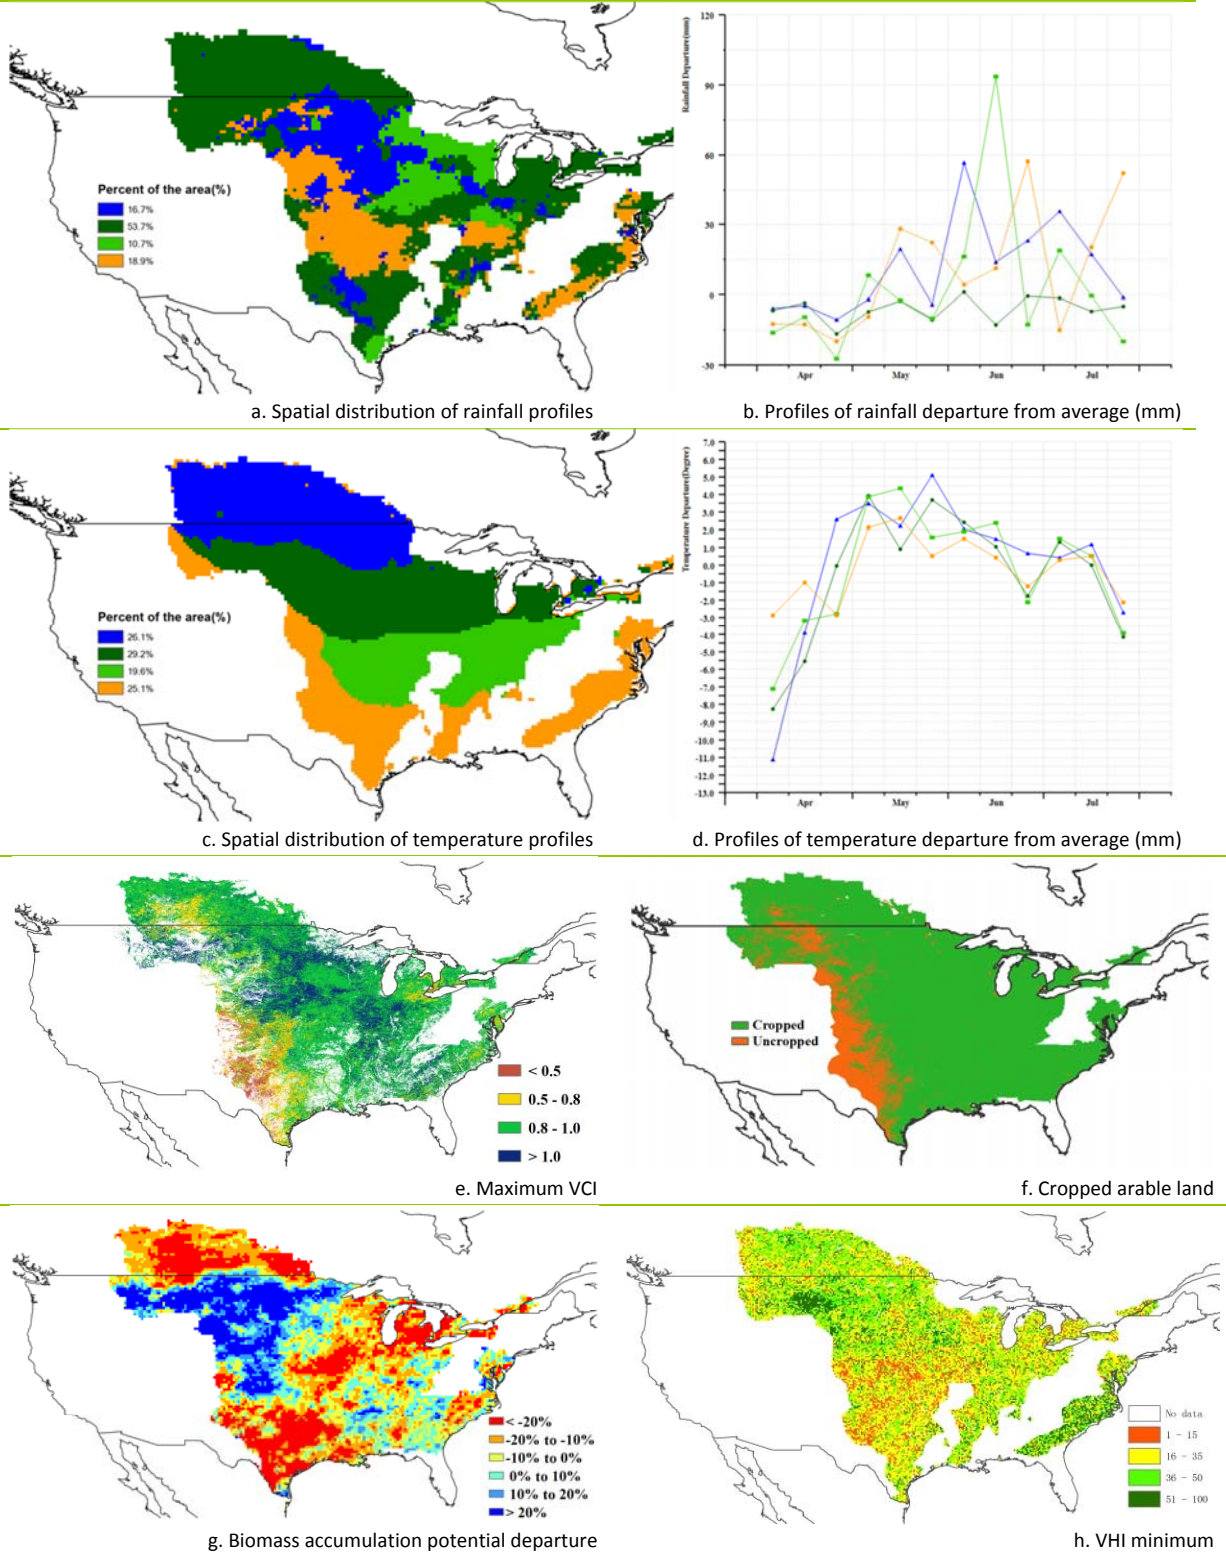 Percent of the area(%)
16.7%
53.7%
10.7%
18.9%
a. Spatial distribution of rainfall profiles
Rainfall Departure(mm)
120
90
60
30
0
-30
Apr May Jun Jul
b. Profiles of rainfall departure from average (mm)
Percent of the area(%)
26.1%
29.2%
19.6%
25.1%
c. Spatial distribution of temperature profiles
Temperature Departure(Degree)
7.0
6.0
5.0
4.0
3.0
2.0
1.0
0.0
-1.0
-2.0
-3.0
-4.0
-5.0
-6.0
-7.0
-8.0
-9.0
-10.0
-11.0
-12.0
-13.0
Apr May Jun Jul
d. Profiles of temperature departure from average (mm)
< 0.5
0.5 - 0.8
0.8 - 1.0
> 1.0
e. Maximum VCI
Cropped
Uncropped
f. Cropped arable land
< -20%
-20% to -10%
-10% to 0%
0% to 10%
10% to 20%
> 20%
g. Biomass accumulation potential departure
No data
1 - 15
16 - 35
36 - 50
51 - 100
h. VHI minimum